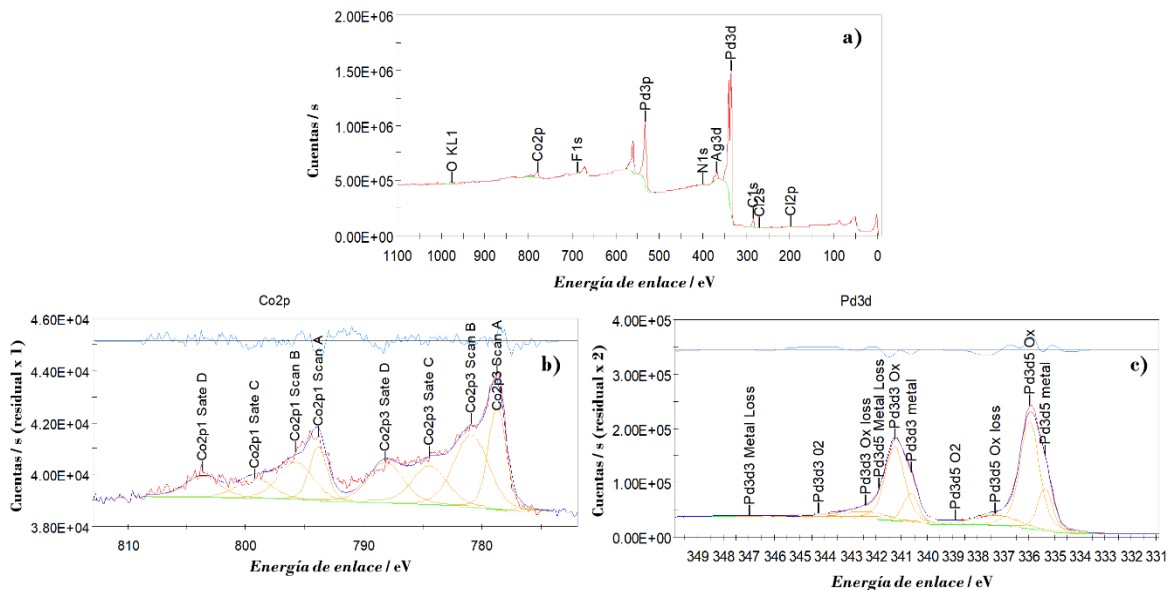 2.00E+06
1.50E+06
1.00E+06
5.00E+05
0.00E+00
Cuentas / s
a)
O KL1
Co2p
F1s
Pd3p
N1s
Ag3d
Pd3d
C1s
Cl2s
Cl2p
1100 1000 900 800 700 600 500 400 300 200 100 0
Energía de enlace / eV
Co2p
4.60E+04
4.40E+04
4.20E+04
4.00E+04
3.80E+04
Cuentas / s (residual x 1)
b)
Co2p1 Sate D
Co2p1 Sate C
Co2p1 Scan B
Co2p1 Scan A
Co2p3 Sate D
Co2p3 Sate C
Co2p3 Scan B
Co2p3 Scan A
810 800 790 780
Energía de enlace / eV
Pd3d
4.00E+05
3.00E+05
2.00E+05
1.00E+05
0.00E+00
Cuentas / s (residual x 2)
c)
Pd3d3 Metal Loss
Pd3d3 02
Pd3d3 Ox loss
Pd3d5 Metal Loss
Pd3d3 Ox
Pd3d3 metal
Pd3d5 O2
Pd3d5 Ox loss
Pd3d5 Ox
Pd3d5 metal
349 348 347 346 345 344 343 342 341 340 339 338 337 336 335 334 333 332 331
Energía de enlace / eV